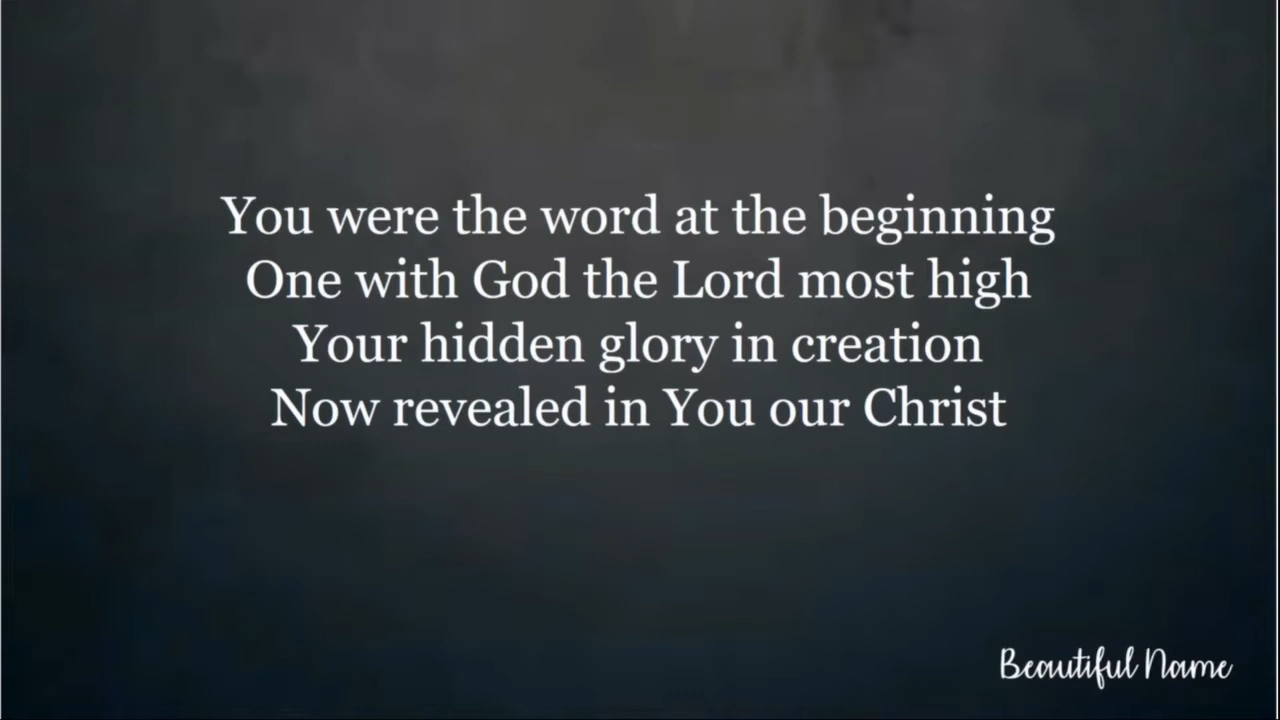 You were the word at the beginning
One with God the Lord most high
Your hidden glory in creation
Now revealed in You our Christ
Beautiful Name